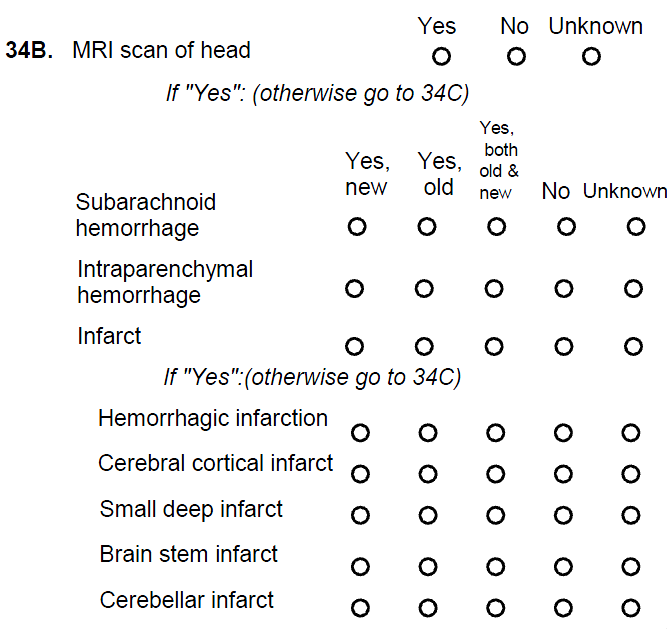 Yes No Unknown
34B. MRI scan of head
If "Yes": (otherwise go to 34C)
Yes, new
Yes, old
Yes, both old & new
No Unknown
Subarachnoid
hemorrhage
Intraparenchymal
hemorrhage
Infarct
If "Yes":(otherwise go to 34C)
Hemorrhagic infarction
Cerebral cortical infarct
Small deep infarct
Brain stem infarct
Cerebellar infarct